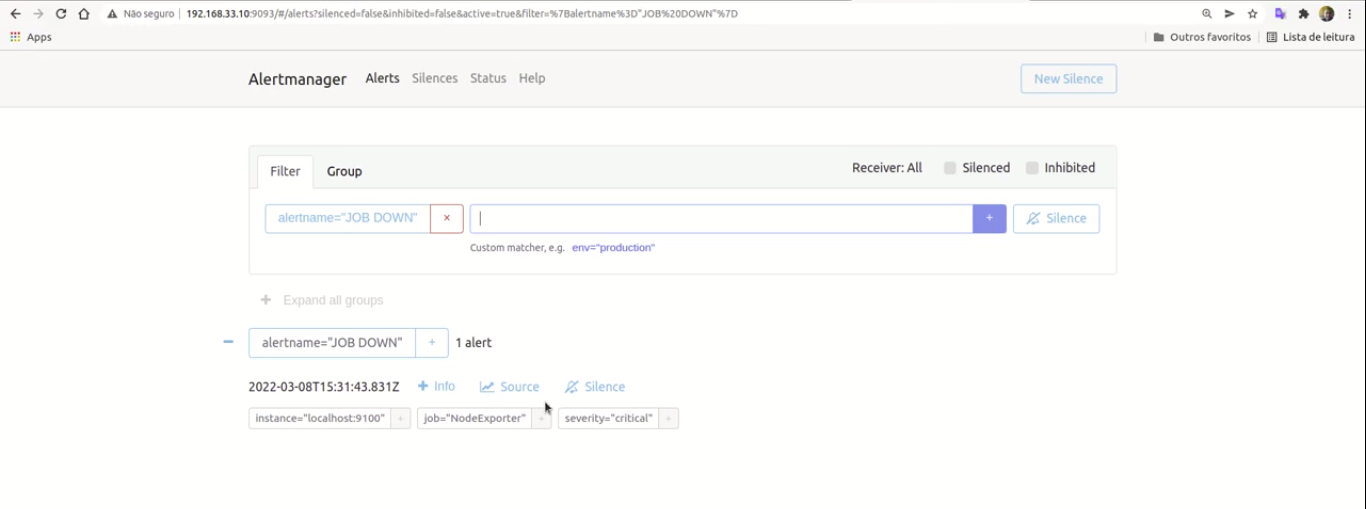 Não seguro 192.168.33.10:9093/#/alerts?silenced=false&inhibited=false&active=true&filter=%7Balertname%3D"JOB%20DOWN"%7D
Apps Outros favoritos Lista de leitura
Alertmanager Alerts Silences Status Help New Silence
Filter Group Receiver: All Silenced Inhibited
alertname="JOB DOWN" × + Silence
Custom matcher, e.g. env="production"
+ Expand all groups
− alertname="JOB DOWN" + 1 alert
2022-03-08T15:31:43.831Z + Info Source Silence
instance="localhost:9100" + job="NodeExporter" + severity="critical" +